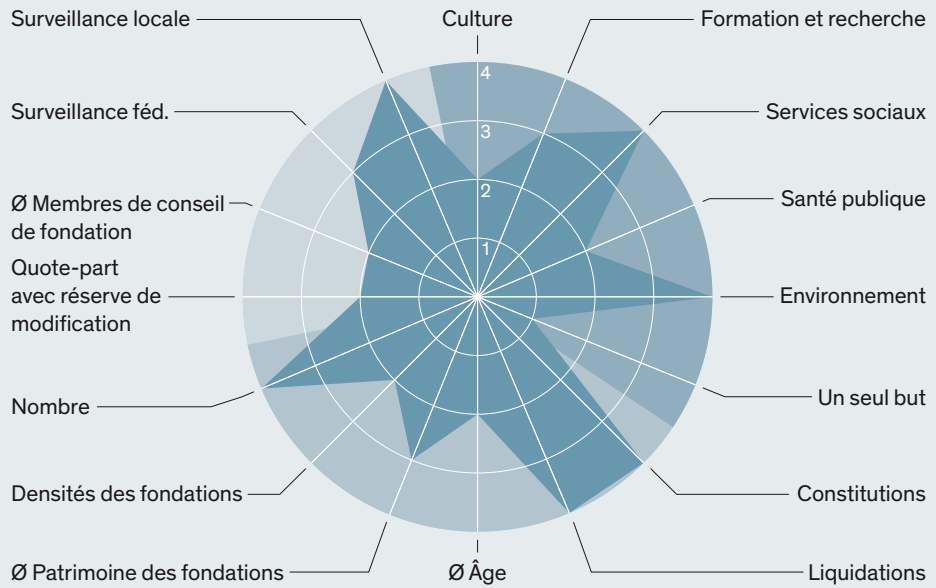 Surveillance locale
Culture
Formation et recherche
4
Surveillance féd.
Services sociaux
3
2
Ø Membres de conseil
de fondation
Santé publique
1
Quote-part
avec réserve de
modification
Environnement
Nombre
Un seul but
Densités des fondations
Constitutions
Ø Patrimoine des fondations
Ø Âge
Liquidations